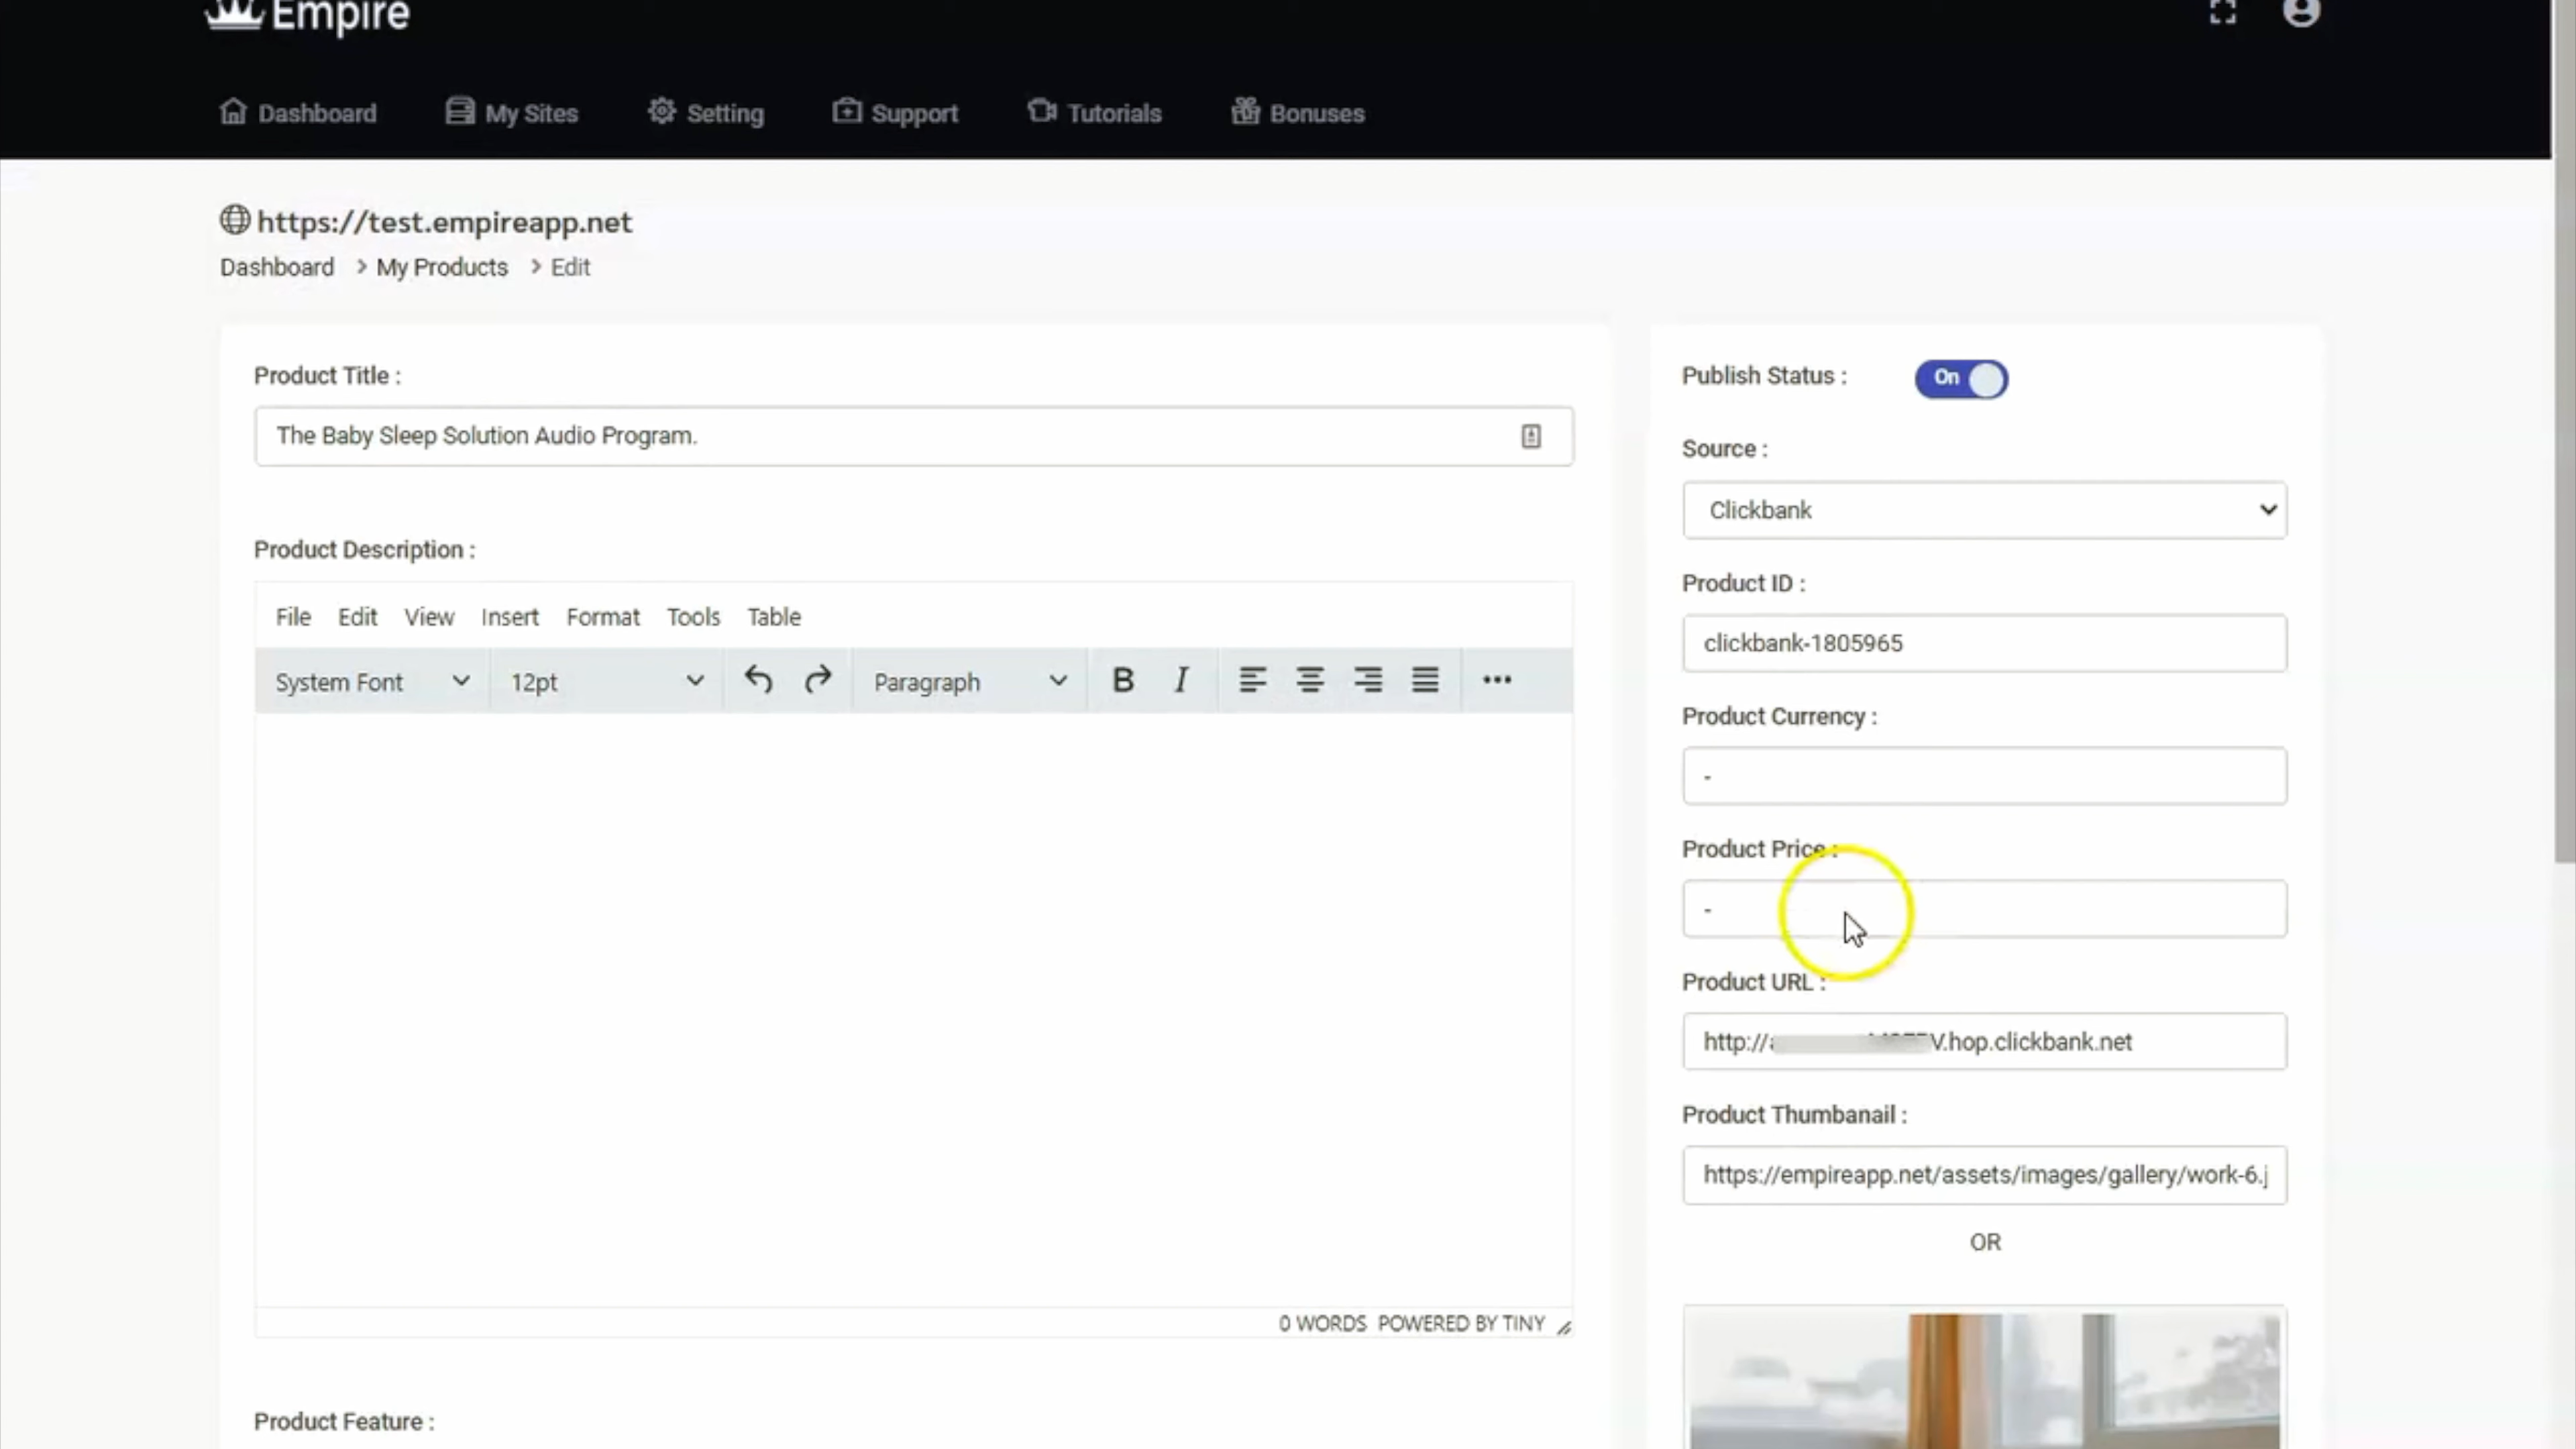 Empire
Dashboard My Sites Setting Support Tutorials Bonuses
https://test.empireapp.net
Dashboard > My Products > Edit
Product Title :
The Baby Sleep Solution Audio Program.
Product Description :
File Edit View Insert Format Tools Table
System Font 12pt Paragraph B I ...
0 WORDS POWERED BY TINY
Product Feature :
Publish Status : On
Source :
Clickbank
Product ID :
clickbank-1805965
Product Currency :
-
Product Price :
-
Product URL :
http:// V.hop.clickbank.net
Product Thumbanail :
https://empireapp.net/assets/images/gallery/work-6.j
OR